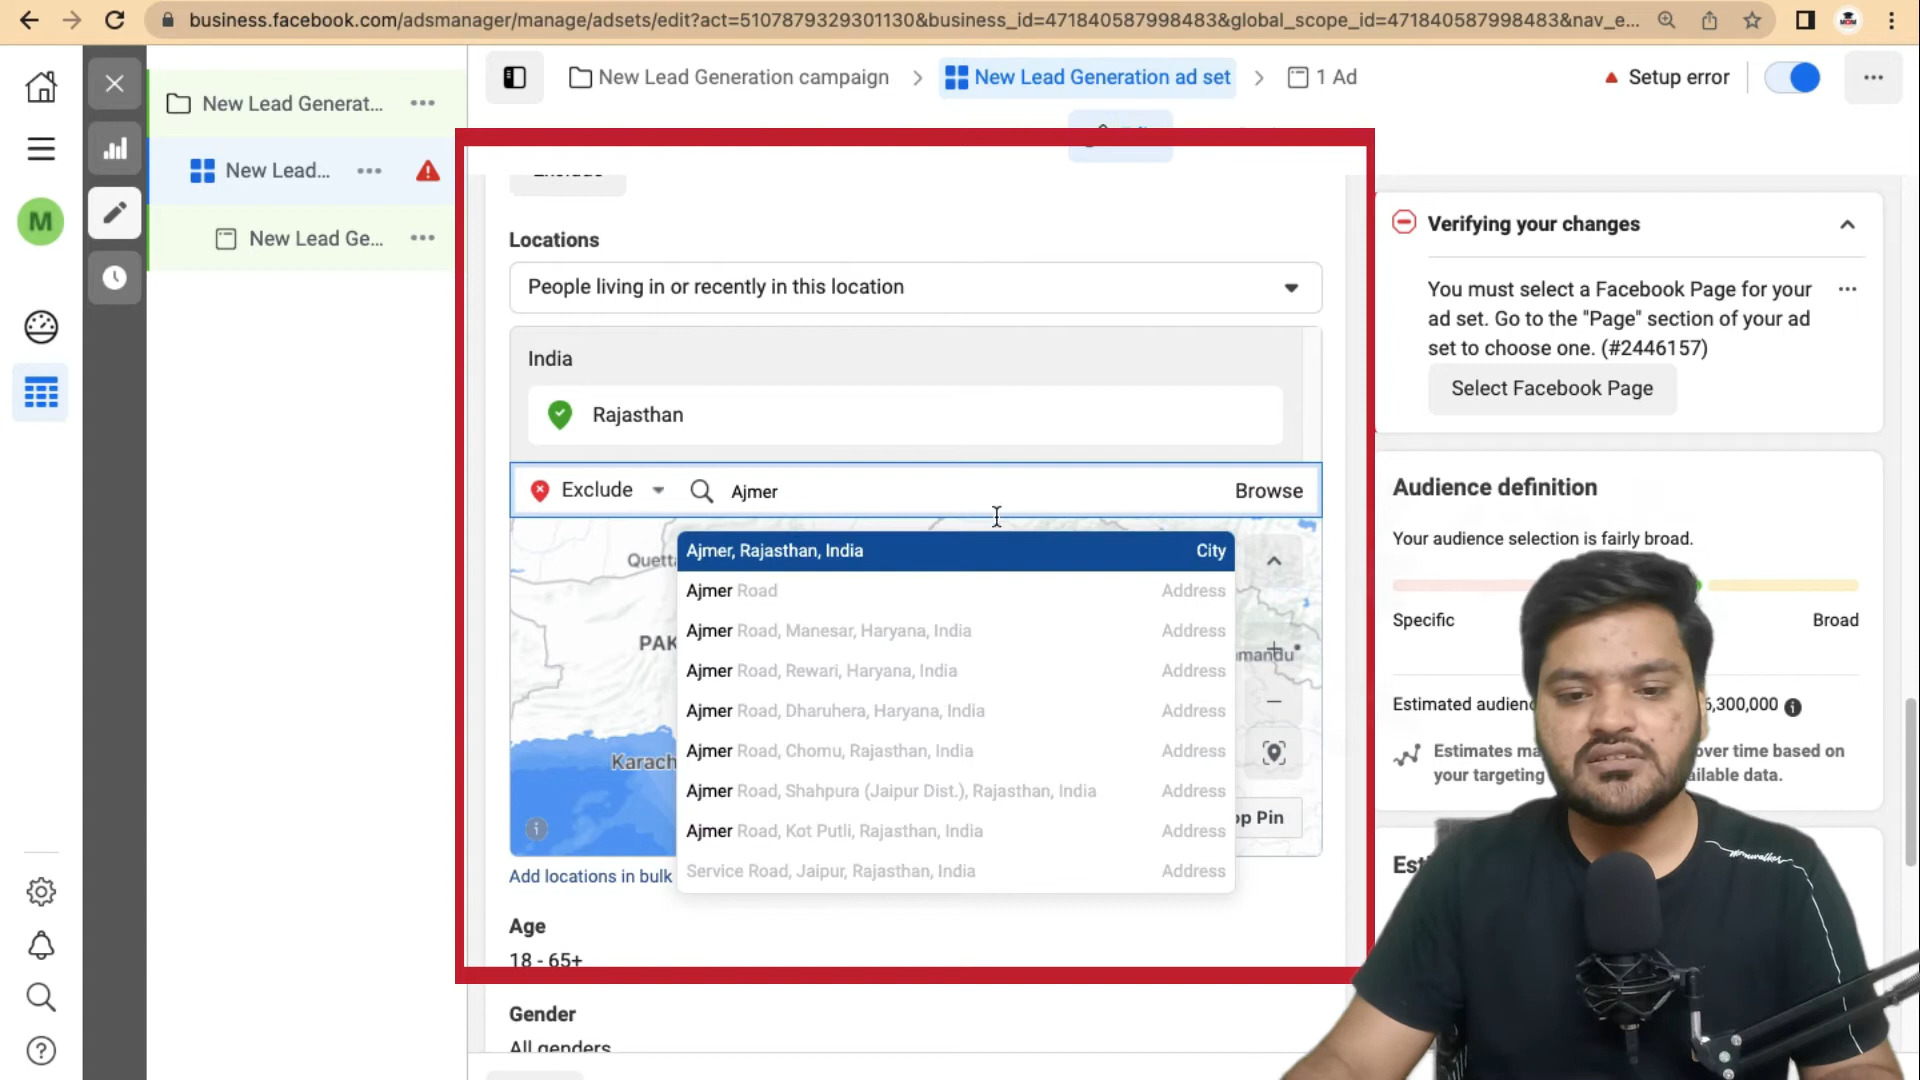 business.facebook.com/adsmanager/manage/adsets/edit?act=5107879329301130&business_id=471840587998483&global_scope_id=471840587998483&nav_e...
New Lead Generat...
New Lead...
New Lead Ge...
M
New Lead Generation campaign
New Lead Generation ad set
1 Ad
Setup error
Locations
People living in or recently in this location
India
Rajasthan
Exclude
Ajmer
Browse
Ajmer, Rajasthan, India City
Ajmer Road Address
Ajmer Road, Manesar, Haryana, India Address
Ajmer Road, Rewari, Haryana, India Address
Ajmer Road, Dharuhera, Haryana, India Address
Ajmer Road, Chomu, Rajasthan, India Address
Ajmer Road, Shahpura (Jaipur Dist.), Rajasthan, India Address
Ajmer Road, Kot Putli, Rajasthan, India Address
Service Road, Jaipur, Rajasthan, India Address
Add locations in bulk
Age
18 - 65+
Gender
All genders
Verifying your changes
You must select a Facebook Page for your
ad set. Go to the "Page" section of your ad
set to choose one. (#2446157)
Select Facebook Page
Audience definition
Your audience selection is fairly broad.
Specific
Broad
Estimated
Estimates
over time based on
your targeting
data.